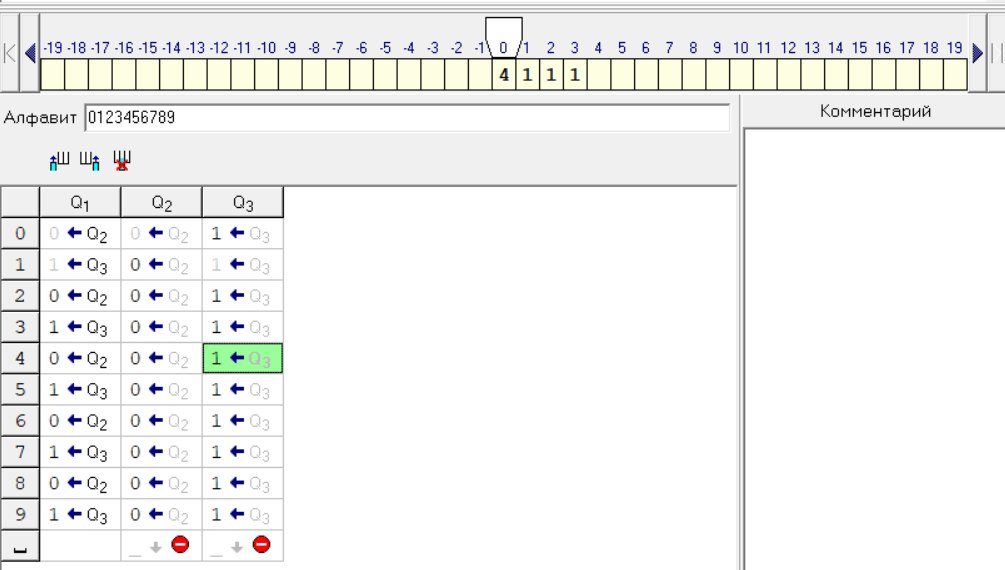 -19 -18 -17 -16 -15 -14 -13 -12 -11 -10 -9 -8 -7 -6 -5 -4 -3 -2 -1 0 1 2 3 4 5 6 7 8 9 10 11 12 13 14 15 16 17 18 19
4 1 1 1
Алфавит 0123456789
Комментарий
Q1 Q2 Q3
0 0 ← Q2 0 ← Q2 1 ← Q3
1 1 ← Q3 0 ← Q2 1 ← Q3
2 0 ← Q2 0 ← Q2 1 ← Q3
3 1 ← Q3 0 ← Q2 1 ← Q3
4 0 ← Q2 0 ← Q2 1 ← Q3
5 1 ← Q3 0 ← Q2 1 ← Q3
6 0 ← Q2 0 ← Q2 1 ← Q3
7 1 ← Q3 0 ← Q2 1 ← Q3
8 0 ← Q2 0 ← Q2 1 ← Q3
9 1 ← Q3 0 ← Q2 1 ← Q3
␣ _ ↓ _ ↓